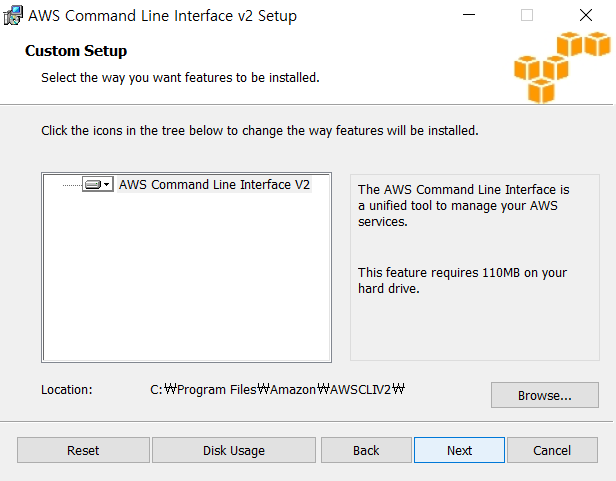 AWS Command Line Interface v2 Setup
Custom Setup
Select the way you want features to be installed.
Click the icons in the tree below to change the way features will be installed.
AWS Command Line Interface V2
The AWS Command Line Interface is
a unified tool to manage your AWS
services.
This feature requires 110MB on your
hard drive.
Location: C:₩Program Files₩Amazon₩AWSCLIV2₩
Browse...
Reset Disk Usage Back Next Cancel